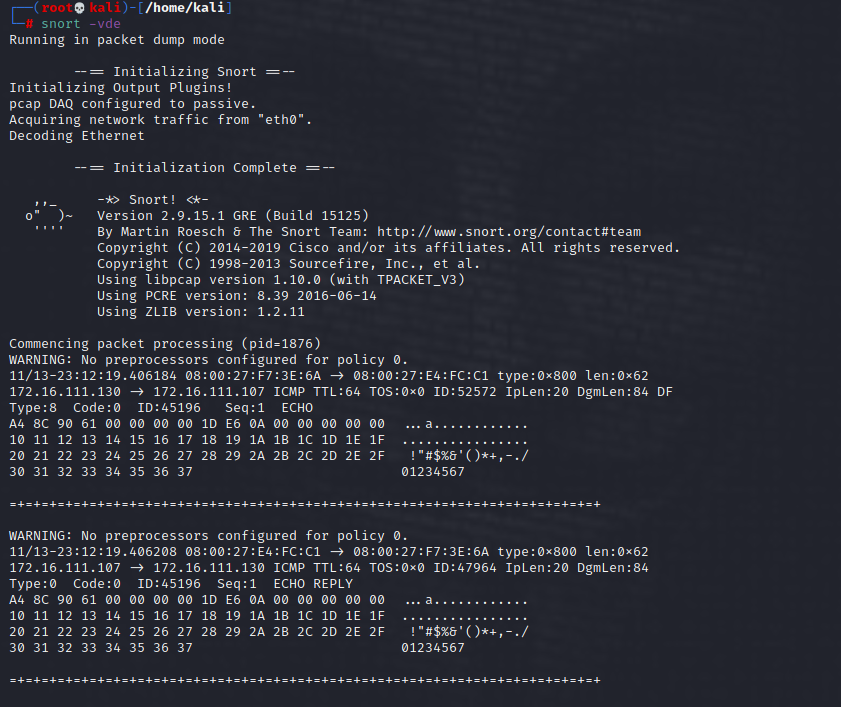 ┌──(root💀kali)-[/home/kali]
└─# snort -vde
Running in packet dump mode
--== Initializing Snort ==--
Initializing Output Plugins!
pcap DAQ configured to passive.
Acquiring network traffic from "eth0".
Decoding Ethernet
--== Initialization Complete ==--
,,_ -*> Snort! <*-
o" )~ Version 2.9.15.1 GRE (Build 15125)
'''' By Martin Roesch & The Snort Team: http://www.snort.org/contact#team
Copyright (C) 2014-2019 Cisco and/or its affiliates. All rights reserved.
Copyright (C) 1998-2013 Sourcefire, Inc., et al.
Using libpcap version 1.10.0 (with TPACKET_V3)
Using PCRE version: 8.39 2016-06-14
Using ZLIB version: 1.2.11
Commencing packet processing (pid=1876)
WARNING: No preprocessors configured for policy 0.
11/13-23:12:19.406184 08:00:27:F7:3E:6A -> 08:00:27:E4:FC:C1 type:0x800 len:0x62
172.16.111.130 -> 172.16.111.107 ICMP TTL:64 TOS:0x0 ID:52572 IpLen:20 DgmLen:84 DF
Type:8 Code:0 ID:45196 Seq:1 ECHO
A4 8C 90 61 00 00 00 00 1D E6 0A 00 00 00 00 00 ...a............
10 11 12 13 14 15 16 17 18 19 1A 1B 1C 1D 1E 1F ................
20 21 22 23 24 25 26 27 28 29 2A 2B 2C 2D 2E 2F !"#$%&'()*+,-./
30 31 32 33 34 35 36 37 01234567
=+=+=+=+=+=+=+=+=+=+=+=+=+=+=+=+=+=+=+=+=+=+=+=+=+=+=+=+=+=+=+=+=+=+=+=+=+
WARNING: No preprocessors configured for policy 0.
11/13-23:12:19.406208 08:00:27:E4:FC:C1 -> 08:00:27:F7:3E:6A type:0x800 len:0x62
172.16.111.107 -> 172.16.111.130 ICMP TTL:64 TOS:0x0 ID:47964 IpLen:20 DgmLen:84
Type:0 Code:0 ID:45196 Seq:1 ECHO REPLY
A4 8C 90 61 00 00 00 00 1D E6 0A 00 00 00 00 00 ...a............
10 11 12 13 14 15 16 17 18 19 1A 1B 1C 1D 1E 1F ................
20 21 22 23 24 25 26 27 28 29 2A 2B 2C 2D 2E 2F !"#$%&'()*+,-./
30 31 32 33 34 35 36 37 01234567
=+=+=+=+=+=+=+=+=+=+=+=+=+=+=+=+=+=+=+=+=+=+=+=+=+=+=+=+=+=+=+=+=+=+=+=+=+